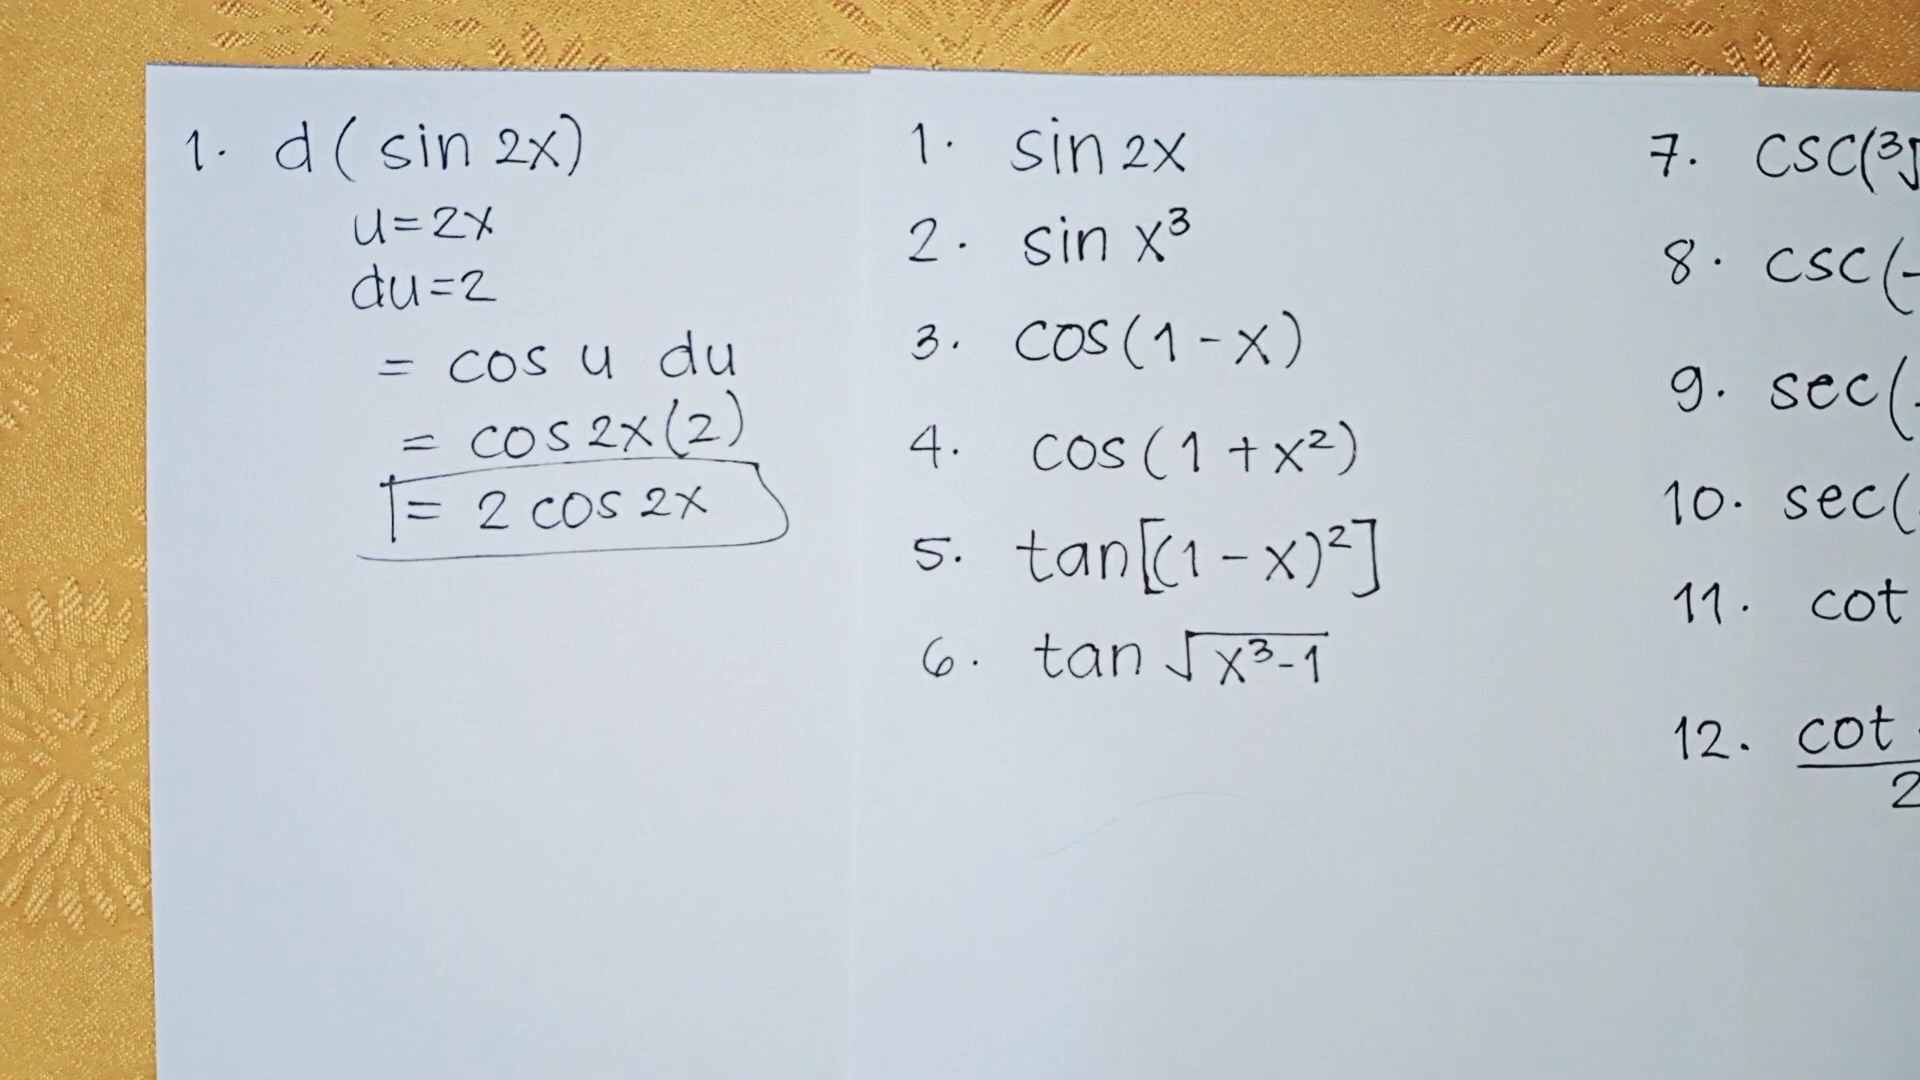 1. d(sin 2x)
u=2x
du=2
= cos u du
= cos 2x(2)
= 2 cos 2x
1. sin 2x
2. sin x³
3. cos(1-x)
4. cos(1+x²)
5. tan[(1-x)²]
6. tan √x³-1
7. csc(³√
8. csc(-
9. sec(
10. sec(
11. cot
12. cot
2